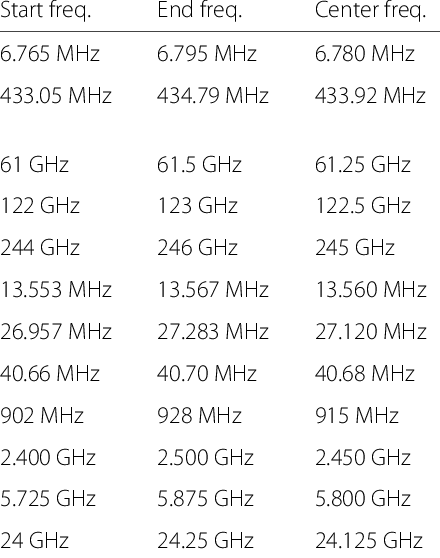 Start freq. End freq. Center freq.
6.765 MHz 6.795 MHz 6.780 MHz
433.05 MHz 434.79 MHz 433.92 MHz
61 GHz 61.5 GHz 61.25 GHz
122 GHz 123 GHz 122.5 GHz
244 GHz 246 GHz 245 GHz
13.553 MHz 13.567 MHz 13.560 MHz
26.957 MHz 27.283 MHz 27.120 MHz
40.66 MHz 40.70 MHz 40.68 MHz
902 MHz 928 MHz 915 MHz
2.400 GHz 2.500 GHz 2.450 GHz
5.725 GHz 5.875 GHz 5.800 GHz
24 GHz 24.25 GHz 24.125 GHz